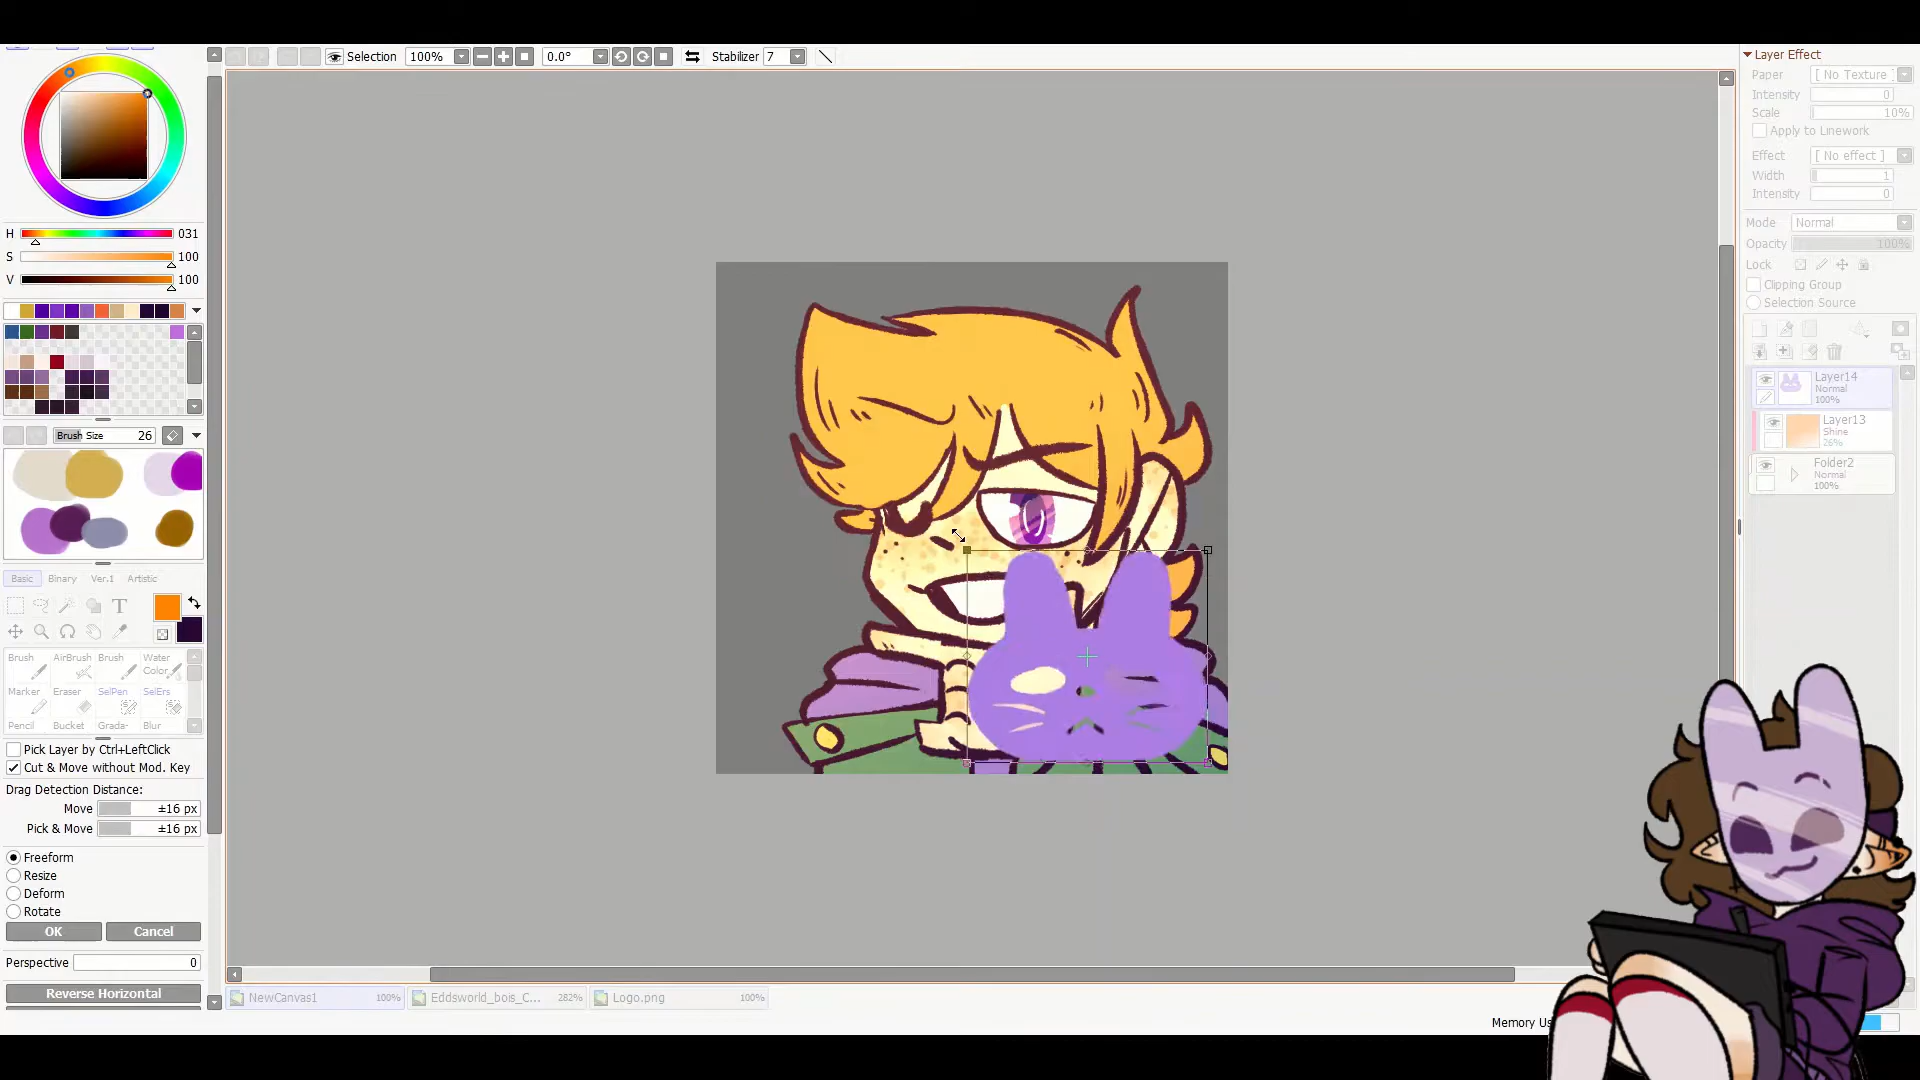 Selection 100% 0.0° Stabilizer 7
H 031
S 100
V 100
Brush Size 26
Basic Binary Ver.1 Artistic
T
Brush AirBrush Brush Water Color
Marker Eraser SelPen SelErs
Pencil Bucket Grada- Blur
Pick Layer by Ctrl+LeftClick
Cut & Move without Mod. Key
Drag Detection Distance:
Move ±16 px
Pick & Move ±16 px
Freeform
Resize
Deform
Rotate
OK Cancel
Perspective 0
Reverse Horizontal
NewCanvas1 100% Eddsworld_bois_C... 282% Logo.png 100%
Layer Effect
Paper [ No Texture ]
Intensity 0
Scale 10%
Apply to Linework
Effect [ No effect ]
Width 1
Intensity 0
Mode Normal
Opacity 100%
Lock
Clipping Group
Selection Source
Layer14
Normal
100%
Layer13
Shine
26%
Folder2
Normal
100%
Memory